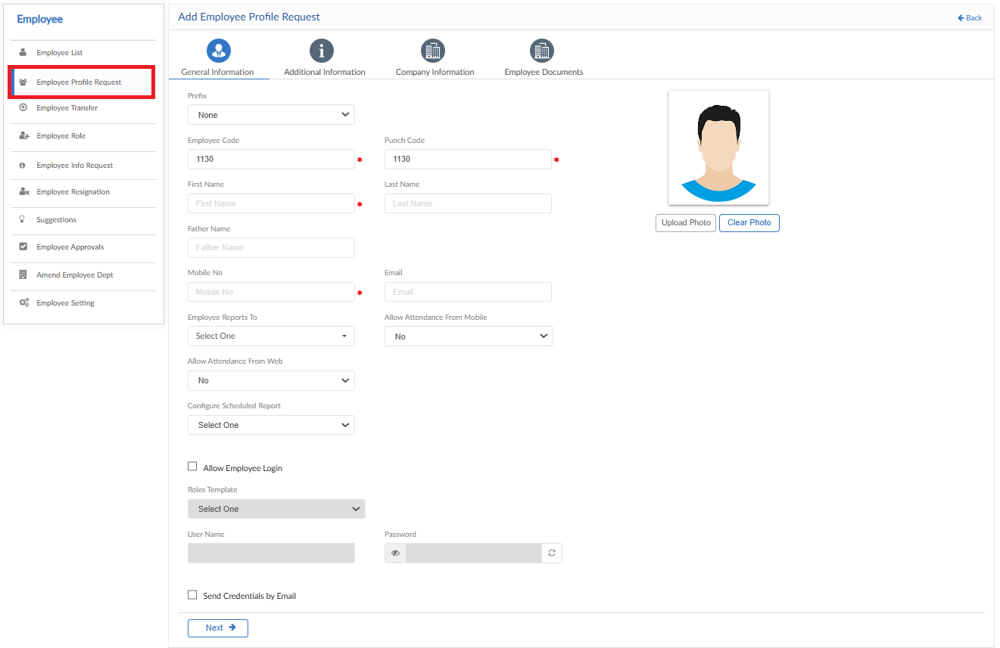 Employee
Employee List
Employee Profile Request
Employee Transfer
Employee Role
Employee Info Request
Employee Resignation
Suggestions
Employee Approvals
Amend Employee Dept
Employee Setting
Add Employee Profile Request
Back
General Information
Additional Information
Company Information
Employee Documents
Prefix
None
Employee Code
Punch Code
1130 *
1130 *
First Name
Last Name
First Name *
Last Name
Father Name
Father Name
Mobile No
Email
Mobile No *
Email
Employee Reports To
Allow Attendance From Mobile
Select One
No
Allow Attendance From Web
No
Configure Scheduled Report
Select One
Allow Employee Login
Roles Template
Select One
User Name
Password
Send Credentials by Email
Next
Upload Photo
Clear Photo